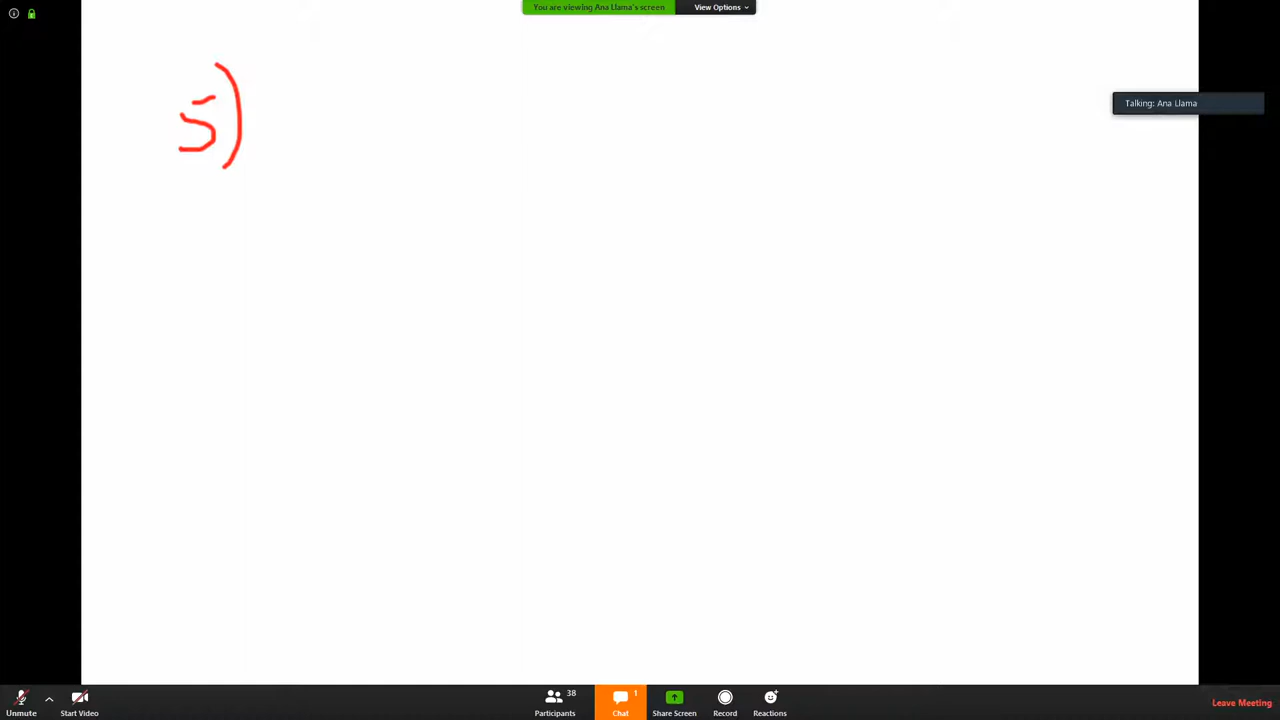 You are viewing Ana Llama's screen View Options
5)
Talking: Ana Llama
38
1
Unmute Start Video Participants Chat Share Screen Record Reactions Leave Meeting